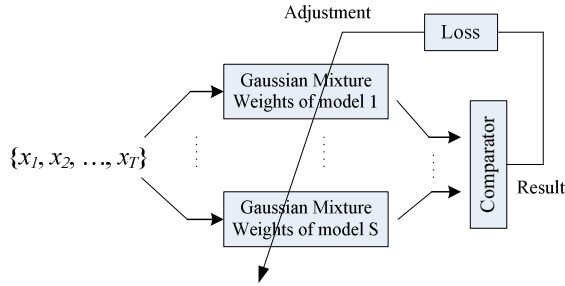 Adjustment
Loss
Gaussian Mixture
Weights of model 1
{x1, x2, …, xT}
Comparator
Result
Gaussian Mixture
Weights of model S